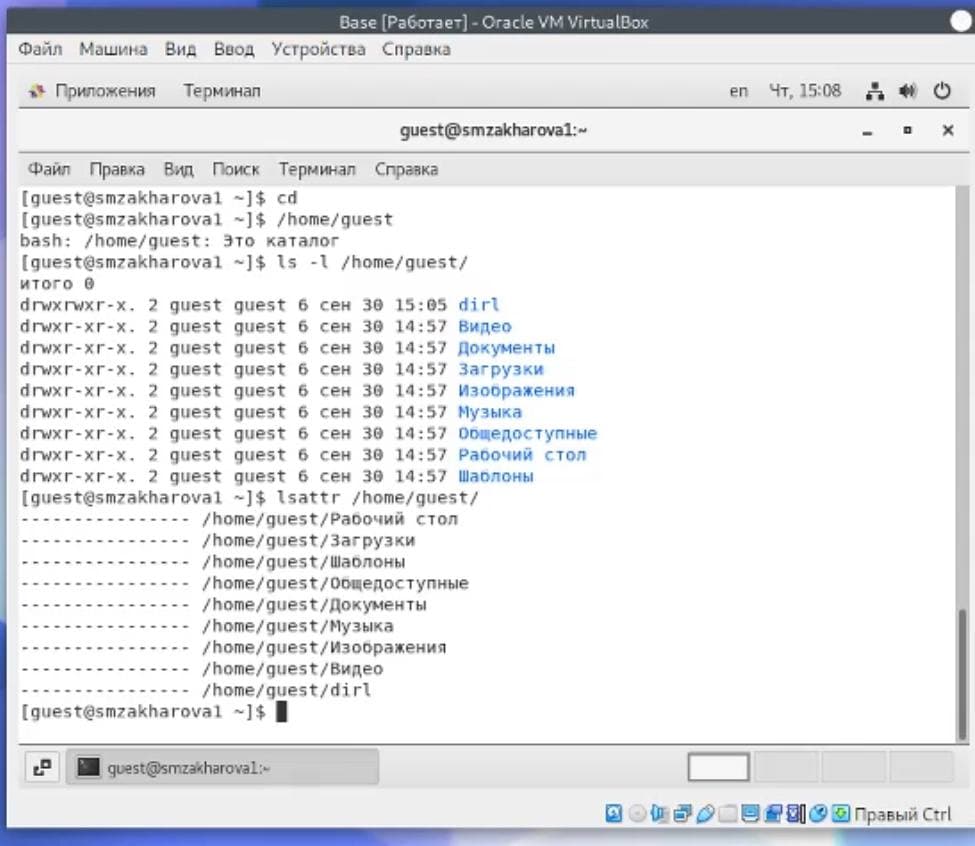 Base [Работает] - Oracle VM VirtualBox
Файл Машина Вид Ввод Устройства Справка
Приложения Терминал en Чт, 15:08
guest@smzakharova1:~
Файл Правка Вид Поиск Терминал Справка
[guest@smzakharova1 ~]$ cd
[guest@smzakharova1 ~]$ /home/guest
bash: /home/guest: Это каталог
[guest@smzakharova1 ~]$ ls -l /home/guest/
итого 0
drwxrwxr-x. 2 guest guest 6 сен 30 15:05 dirl
drwxr-xr-x. 2 guest guest 6 сен 30 14:57 Видео
drwxr-xr-x. 2 guest guest 6 сен 30 14:57 Документы
drwxr-xr-x. 2 guest guest 6 сен 30 14:57 Загрузки
drwxr-xr-x. 2 guest guest 6 сен 30 14:57 Изображения
drwxr-xr-x. 2 guest guest 6 сен 30 14:57 Музыка
drwxr-xr-x. 2 guest guest 6 сен 30 14:57 Общедоступные
drwxr-xr-x. 2 guest guest 6 сен 30 14:57 Рабочий стол
drwxr-xr-x. 2 guest guest 6 сен 30 14:57 Шаблоны
[guest@smzakharova1 ~]$ lsattr /home/guest/
---------------- /home/guest/Рабочий стол
---------------- /home/guest/Загрузки
---------------- /home/guest/Шаблоны
---------------- /home/guest/Общедоступные
---------------- /home/guest/Документы
---------------- /home/guest/Музыка
---------------- /home/guest/Изображения
---------------- /home/guest/Видео
---------------- /home/guest/dirl
[guest@smzakharova1 ~]$
guest@smzakharova1:~
Правый Ctrl